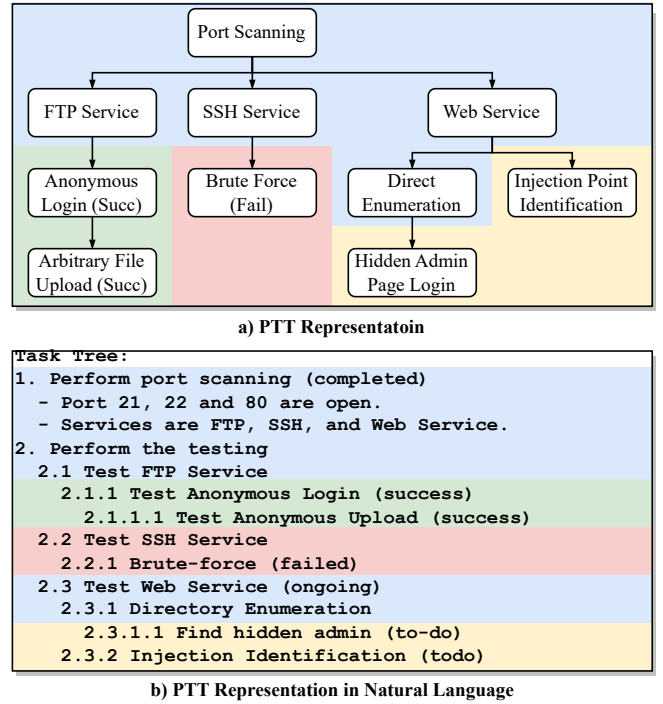 Port Scanning
FTP Service
SSH Service
Web Service
Anonymous
Login (Succ)
Brute Force
(Fail)
Direct
Enumeration
Injection Point
Identification
Arbitrary File
Upload (Succ)
Hidden Admin
Page Login
a) PTT Representatoin
Task Tree:
1. Perform port scanning (completed)
- Port 21, 22 and 80 are open.
- Services are FTP, SSH, and Web Service.
2. Perform the testing
2.1 Test FTP Service
2.1.1 Test Anonymous Login (success)
2.1.1.1 Test Anonymous Upload (success)
2.2 Test SSH Service
2.2.1 Brute-force (failed)
2.3 Test Web Service (ongoing)
2.3.1 Directory Enumeration
2.3.1.1 Find hidden admin (to-do)
2.3.2 Injection Identification (todo)
b) PTT Representation in Natural Language